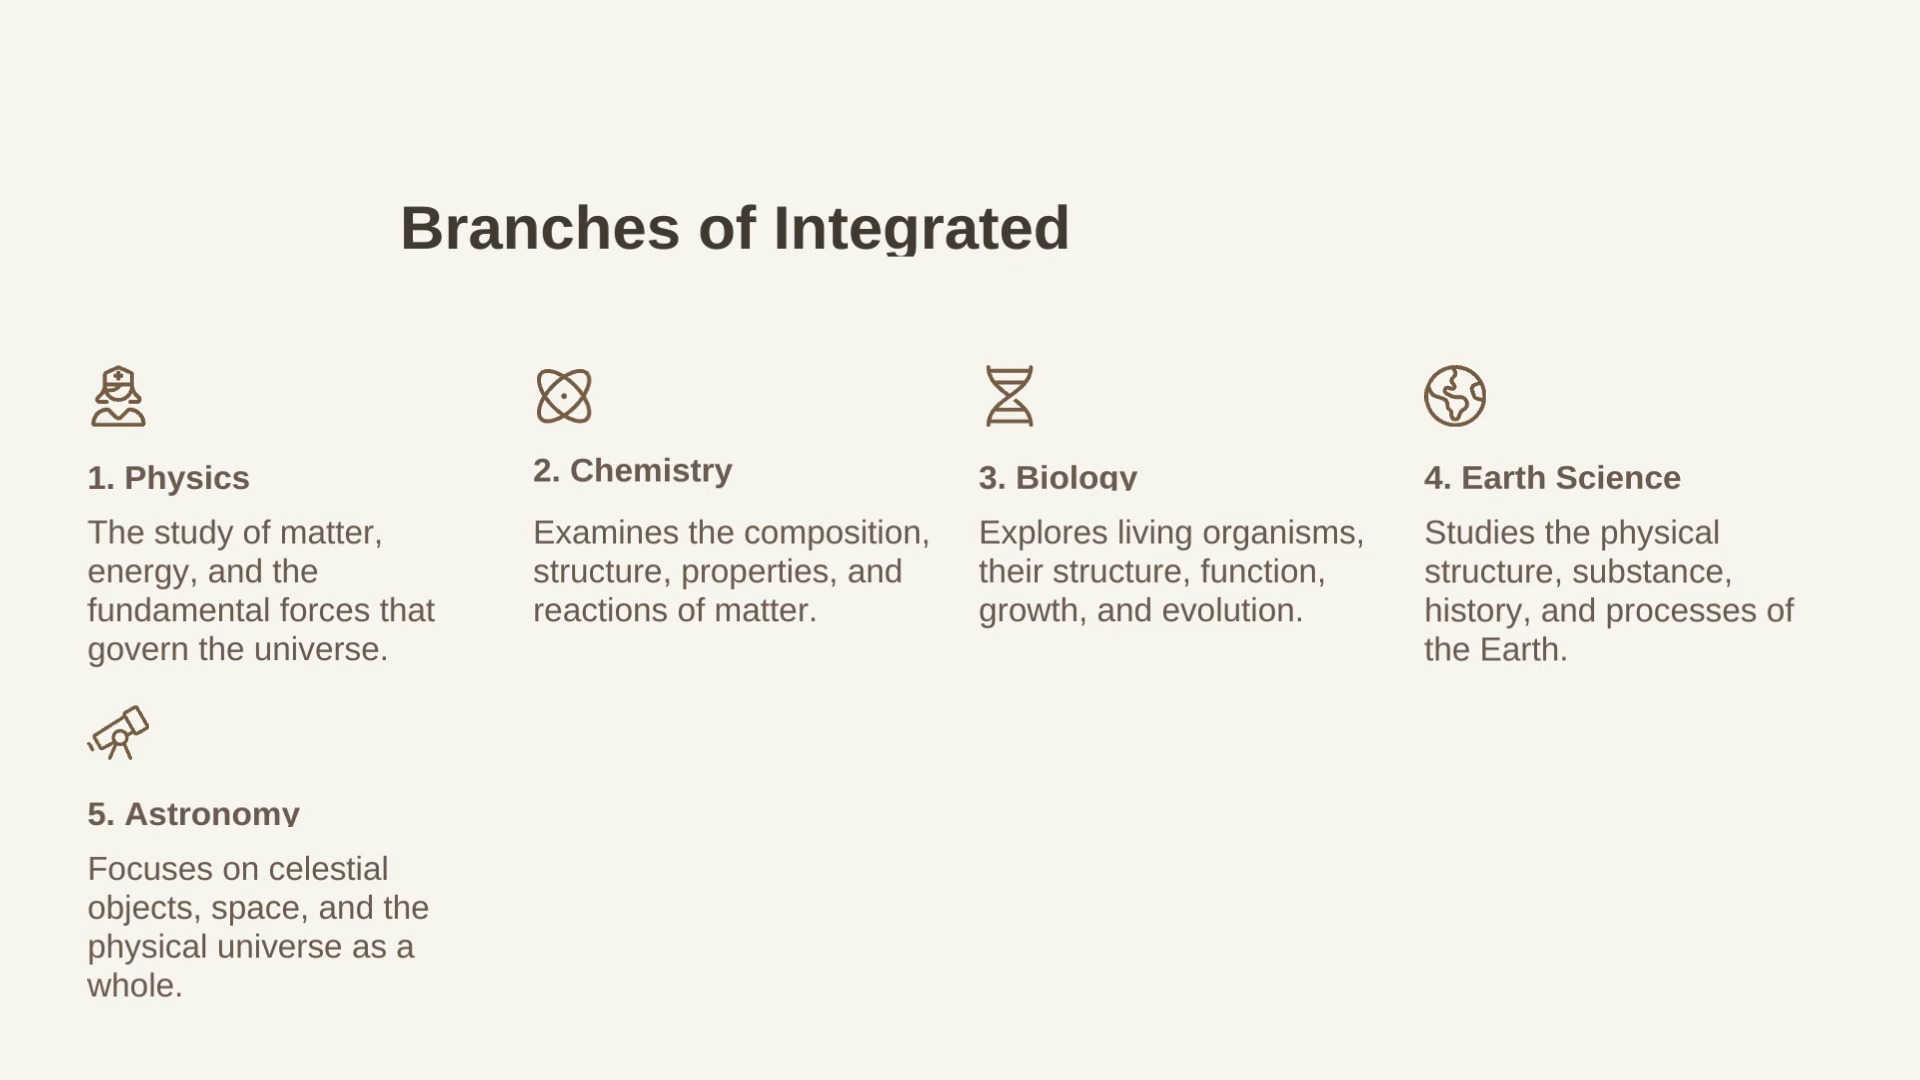 Branches of Integrated
1. Physics
The study of matter,
energy, and the
fundamental forces that
govern the universe.
2. Chemistry
Examines the composition,
structure, properties, and
reactions of matter.
3. Biology
Explores living organisms,
their structure, function,
growth, and evolution.
4. Earth Science
Studies the physical
structure, substance,
history, and processes of
the Earth.
5. Astronomy
Focuses on celestial
objects, space, and the
physical universe as a
whole.